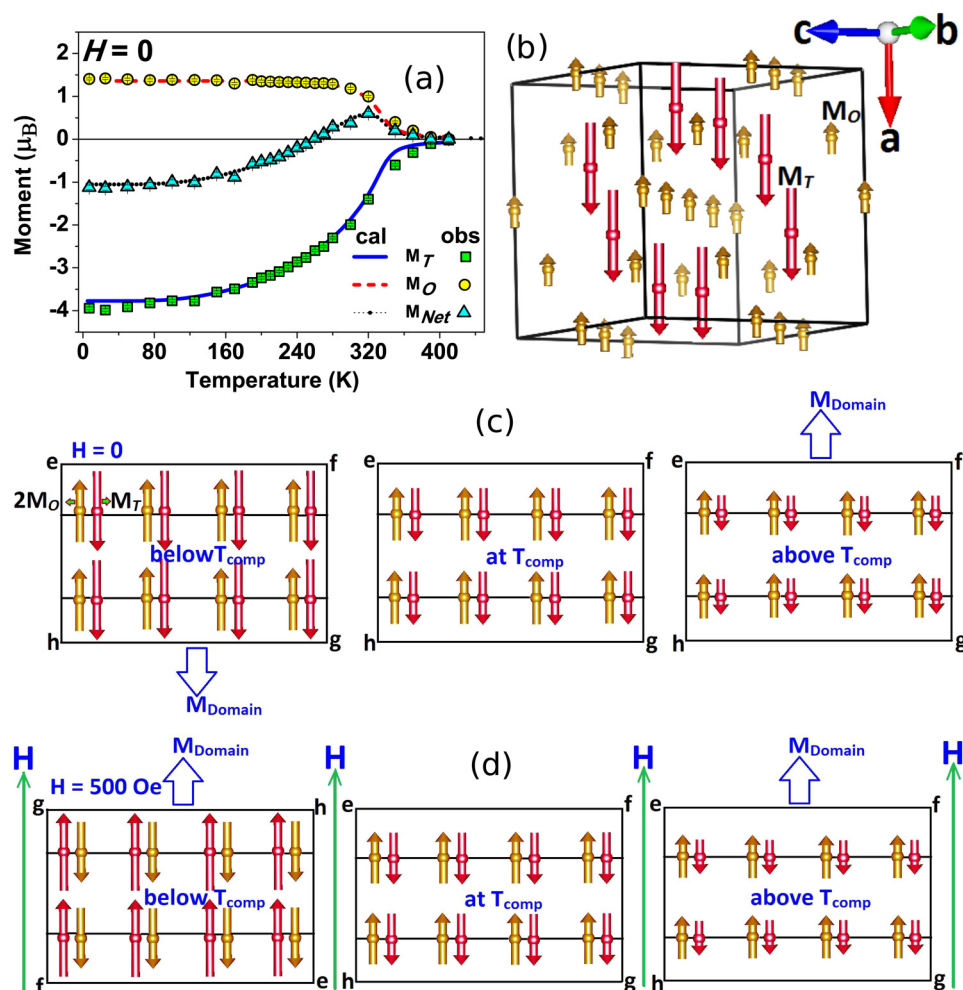 H = 0
(a)
2
1
0
-1
-2
-3
-4
Moment (μB)
cal obs
MT
MO
MNet
0 80 160 240 320 400
Temperature (K)
(b)
c b
a
MO
MT
(c)
MDomain
H = 0
e f
2MO MT
belowTcomp
h g
MDomain
e f
at Tcomp
h g
e f
above Tcomp
h g
(d)
H H H H
MDomain
MDomain
H = 500 Oe
g h
below Tcomp
f e
e f
at Tcomp
h g
e f
above Tcomp
h g